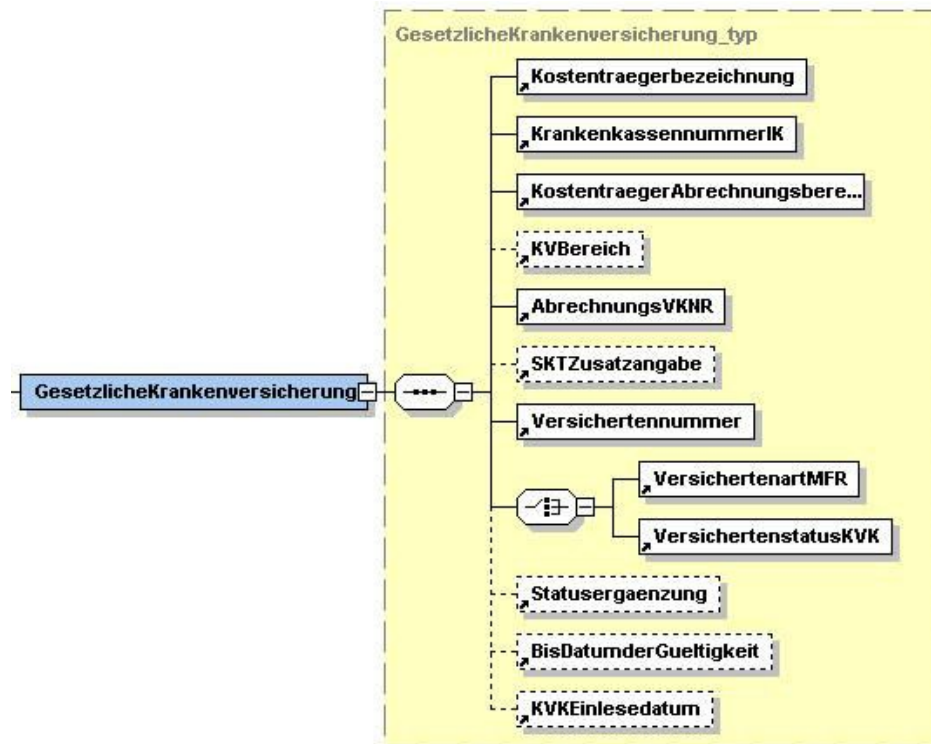 GesetzlicheKrankenversicherung_typ
Kostentraegerbezeichnung
KrankenkassennummerIK
KostentraegerAbrechnungsbere...
KVBereich
AbrechnungsVKNR
SKTZusatzangabe
GesetzlicheKrankenversicherung
Versichertennummer
VersichertenartMFR
VersichertenstatusKVK
Statusergaenzung
BisDatumderGueltigkeit
KVKEinlesedatum